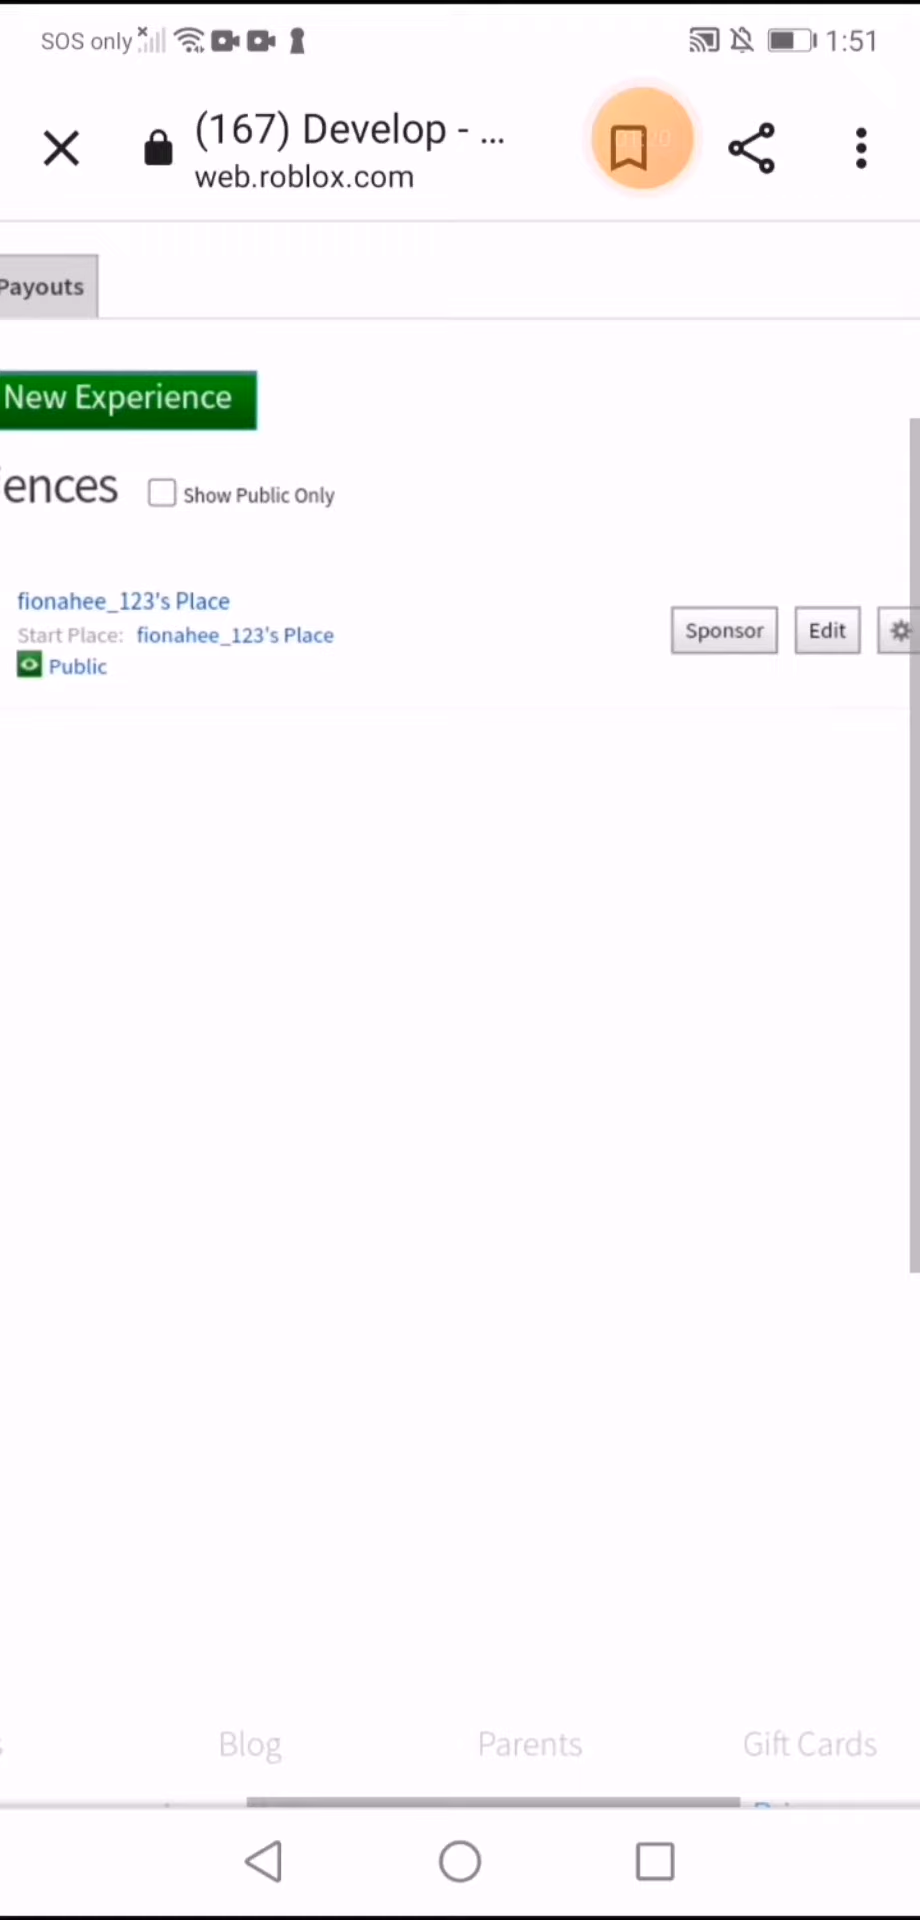 SOS only
1:51
(167) Develop - ...
web.roblox.com
Payouts
New Experience
ences
Show Public Only
fionahee_123's Place
Start Place: fionahee_123's Place
Sponsor
Edit
Public
Blog
Parents
Gift Cards